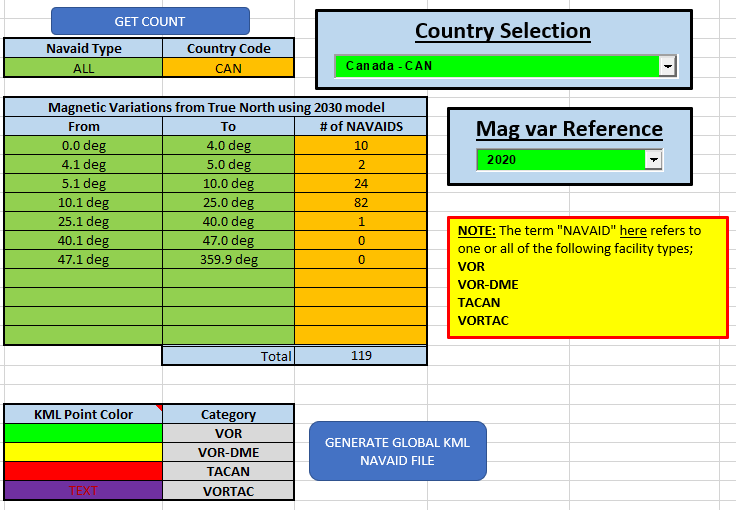 GET COUNT
Navaid Type Country Code
ALL CAN
Country Selection
Canada - CAN
Magnetic Variations from True North using 2030 model
From To # of NAVAIDS
0.0 deg 4.0 deg 10
4.1 deg 5.0 deg 2
5.1 deg 10.0 deg 24
10.1 deg 25.0 deg 82
25.1 deg 40.0 deg 1
40.1 deg 47.0 deg 0
47.1 deg 359.9 deg 0
Total 119
Mag var Reference
2020
NOTE: The term "NAVAID" here refers to
one or all of the following facility types;
VOR
VOR-DME
TACAN
VORTAC
KML Point Color Category
VOR
VOR-DME
TACAN
TEXT VORTAC
GENERATE GLOBAL KML
NAVAID FILE